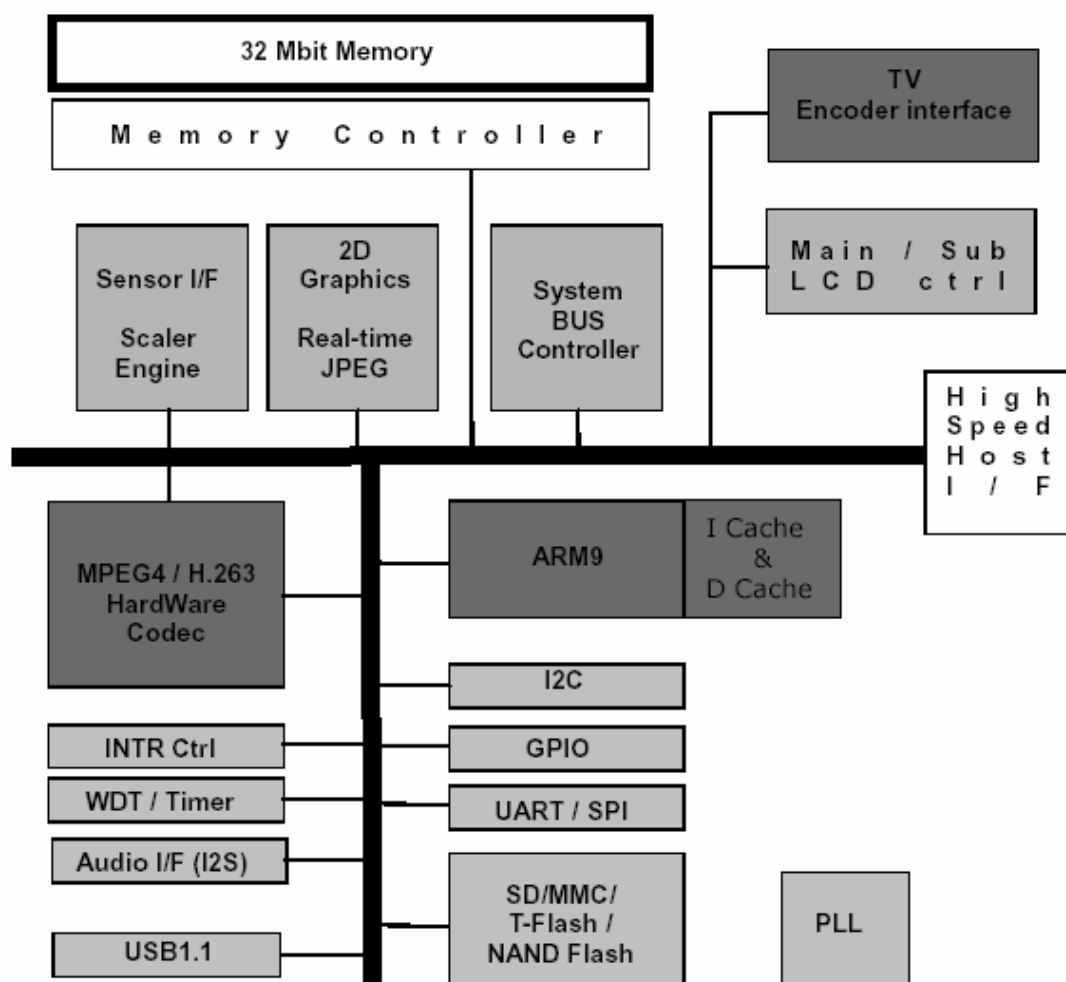 32 Mbit Memory
Memory Controller
TV
Encoder interface
Main / Sub
LCD ctrl
Sensor I/F
Scaler
Engine
2D
Graphics
Real-time
JPEG
System
BUS
Controller
High
Speed
Host
I / F
MPEG4 / H.263
HardWare
Codec
ARM9
I Cache
&
D Cache
I2C
INTR Ctrl
GPIO
WDT / Timer
UART / SPI
Audio I/F (I2S)
SD/MMC/
T-Flash /
NAND Flash
USB1.1
PLL